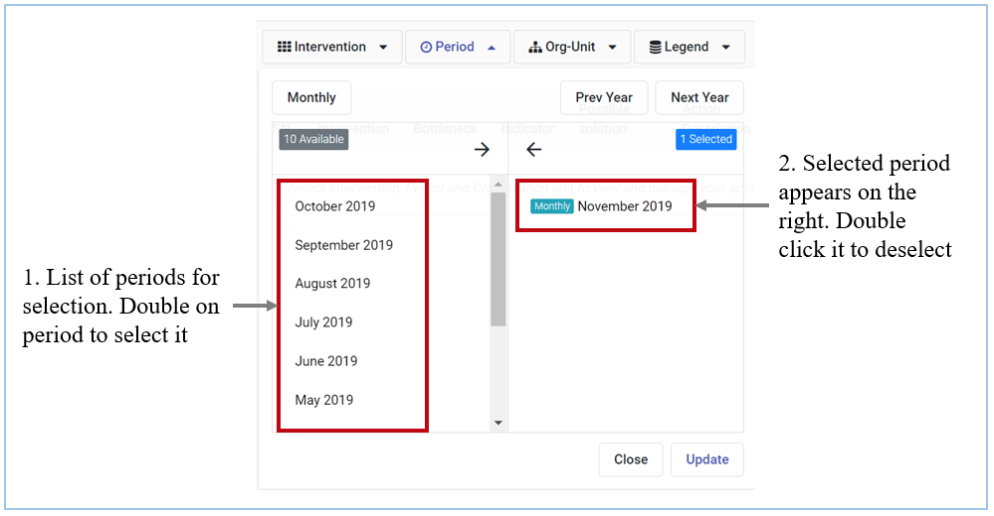 Intervention
Period
Org-Unit
Legend
Monthly
Prev Year
Next Year
10 Available
1 Selected
October 2019
September 2019
August 2019
July 2019
June 2019
May 2019
Monthly November 2019
Close
Update
1. List of periods for
selection. Double on
period to select it
2. Selected period
appears on the
right. Double
click it to deselect